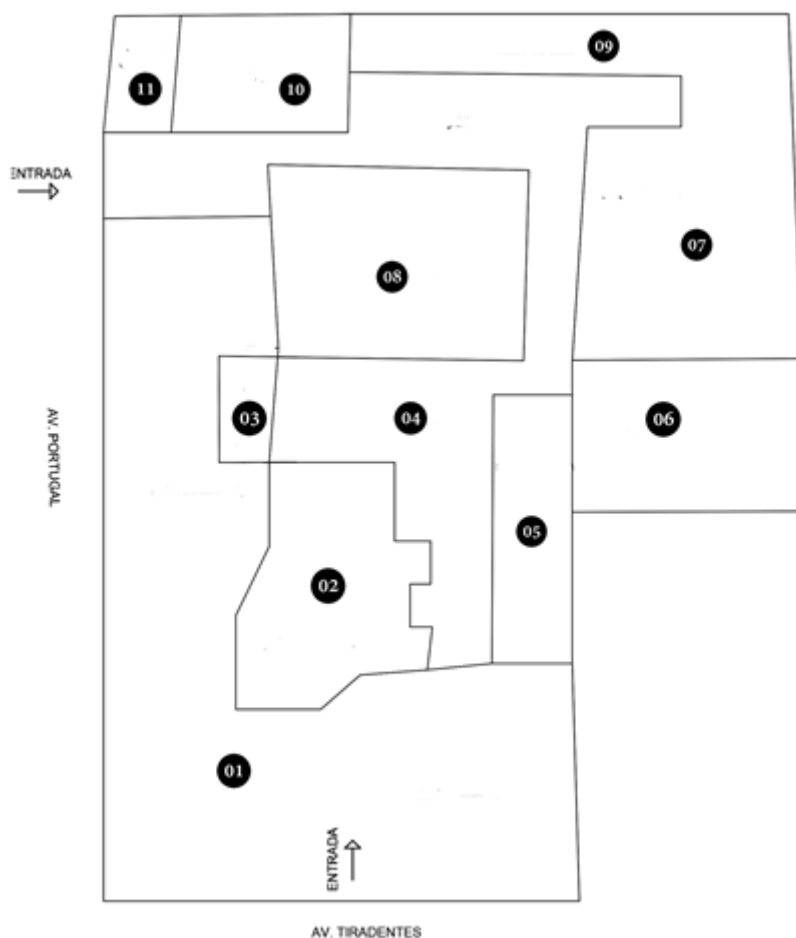 09
11
10
ENTRADA
07
08
03
04
06
AV. PORTUGAL
05
02
01
ENTRADA
AV. TIRADENTES